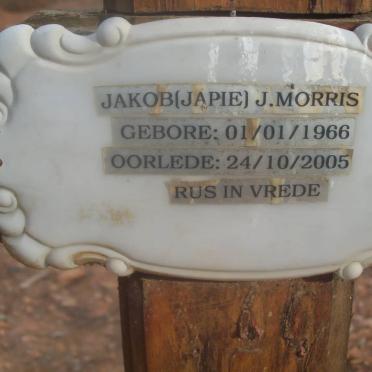 JAKOB(JAPIE) J.MORRIS
GEBORE: 01/01/1966
OORLEDE: 24/10/2005
RUS IN VREDE